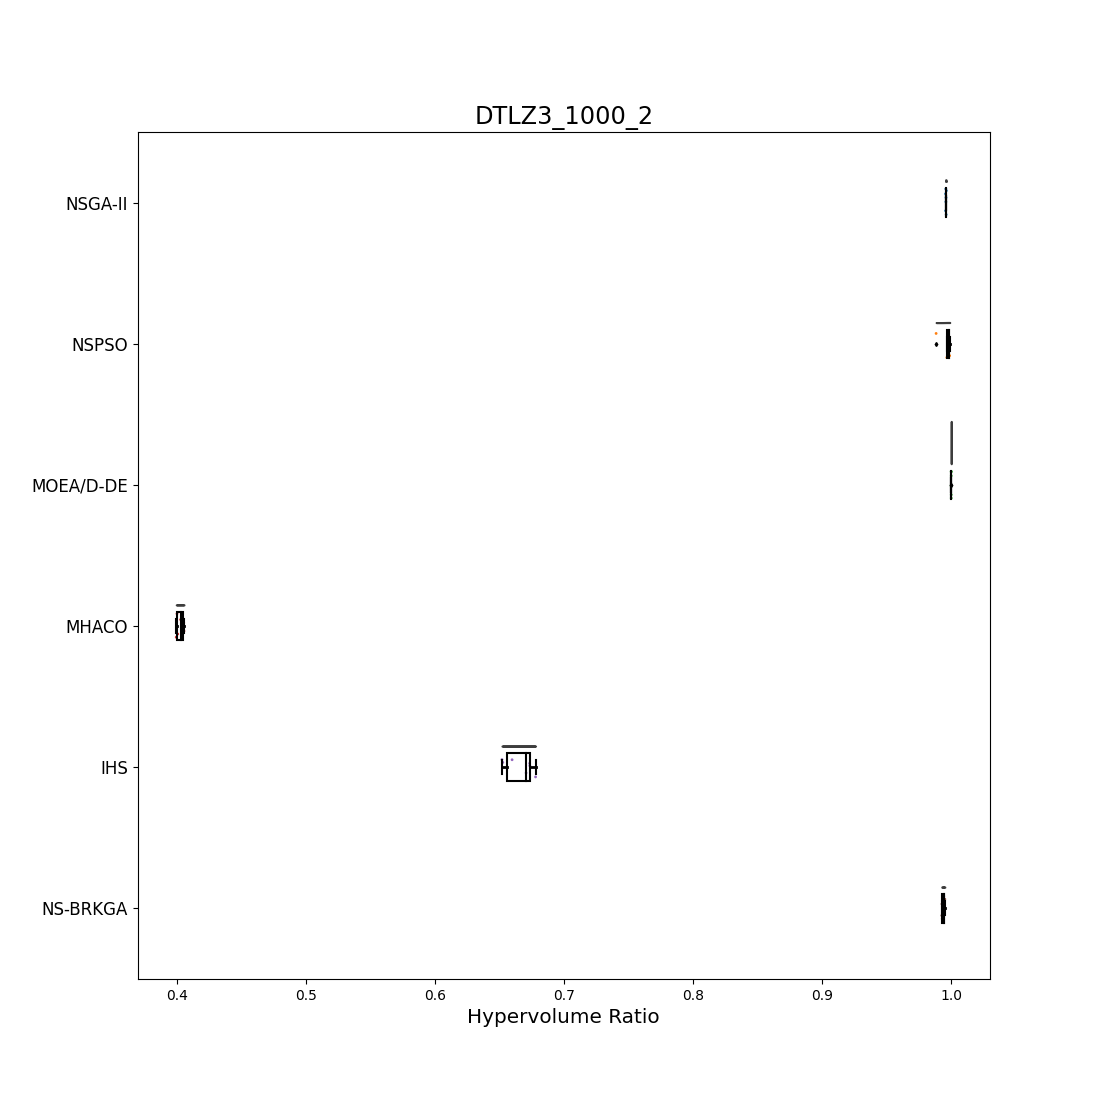 DTLZ3_1000_2
NSGA-II
NSPSO
MOEA/D-DE
MHACO
IHS
NS-BRKGA
0.4 0.5 0.6 0.7 0.8 0.9 1.0
Hypervolume Ratio